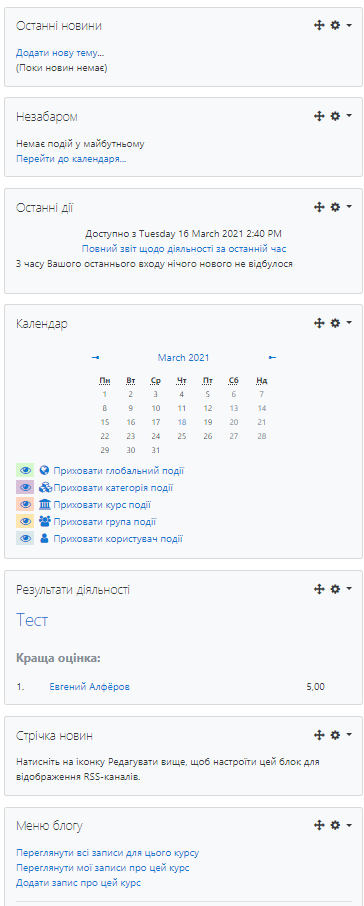 Останні новини
Додати нову тему...
(Поки новин немає)
Незабаром
Немає подій у майбутньому
Перейти до календаря...
Останні дії
Доступно з Tuesday 16 March 2021 2:40 PM
Повний звіт щодо діяльності за останній час
З часу Вашого останнього входу нічого нового не відбулося
Календар
March 2021
Пн Вт Ср Чт Пт Сб Нд
1 2 3 4 5 6 7
8 9 10 11 12 13 14
15 16 17 18 19 20 21
22 23 24 25 26 27 28
29 30 31
Приховати глобальний події
Приховати категорія події
Приховати курс події
Приховати група події
Приховати користувач події
Результати діяльності
Тест
Краща оцінка:
1. Евгений Алфёров 5,00
Стрічка новин
Натисніть на іконку Редагувати вище, щоб настроїти цей блок для
відображення RSS-каналів.
Меню блогу
Переглянути всі записи для цього курсу
Переглянути мої записи про цей курс
Додати запис про цей курс